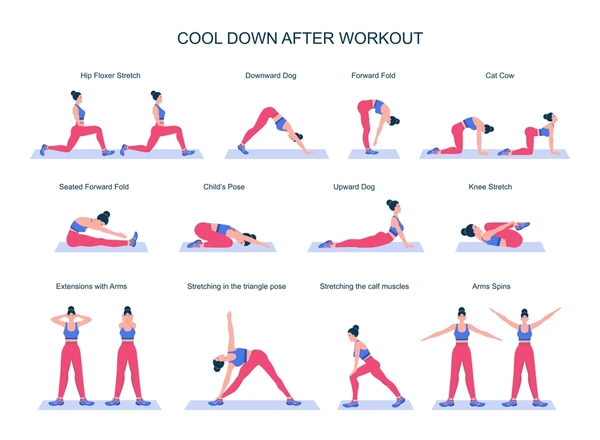 COOL DOWN AFTER WORKOUT
Hip Floxer Stretch
Downward Dog
Forward Fold
Cat Cow
Seated Forward Fold
Child's Pose
Upward Dog
Knee Stretch
Extensions with Arms
Stretching in the triangle pose
Stretching the calf muscles
Arms Spins